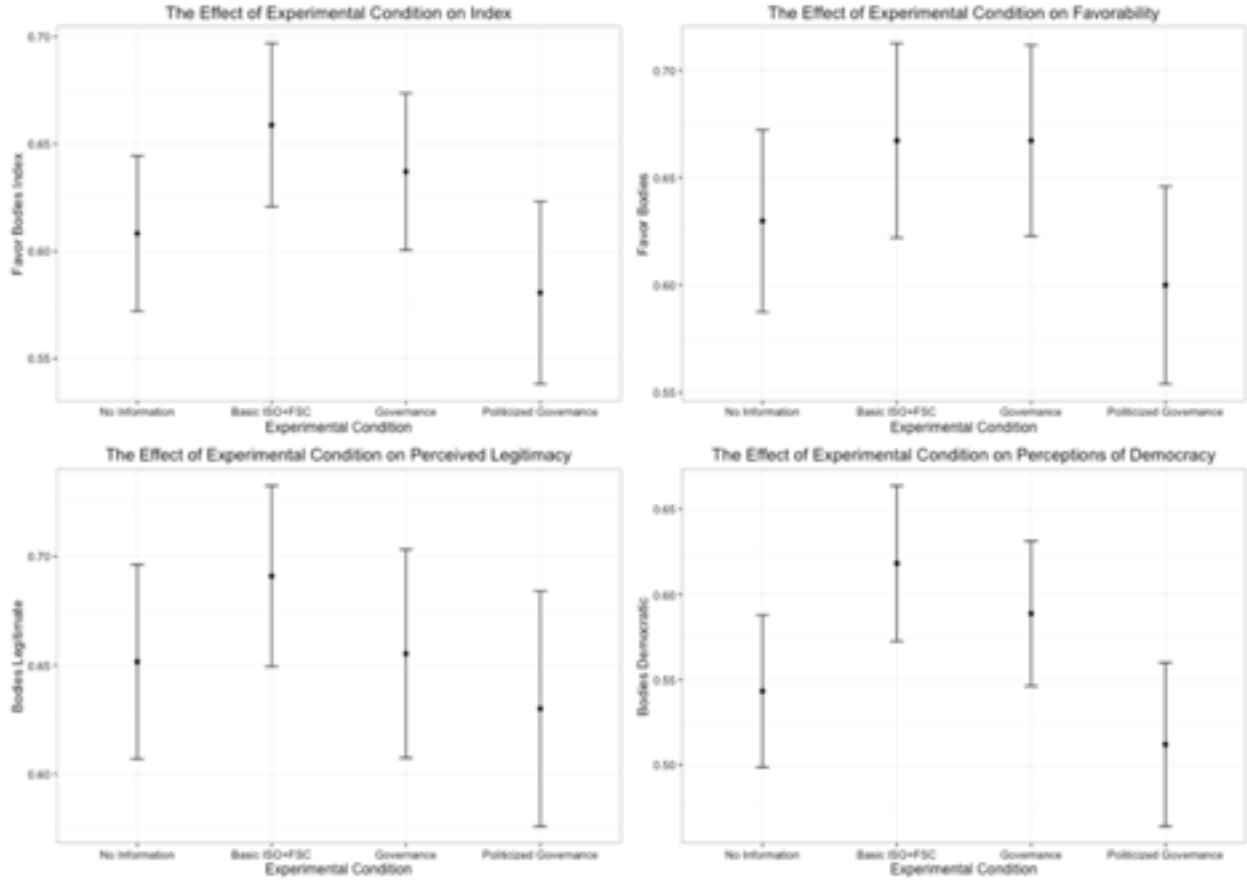 The Effect of Experimental Condition on Index
0.70
0.65
0.60
0.55
Favor Bodies Index
No Information Basic ISO+FSC Governance Politicized Governance
Experimental Condition
The Effect of Experimental Condition on Favorability
0.70
0.65
0.60
0.55
Favor Bodies
No Information Basic ISO+FSC Governance Politicized Governance
Experimental Condition
The Effect of Experimental Condition on Perceived Legitimacy
0.70
0.65
0.60
Bodies Legitimate
No Information Basic ISO+FSC Governance Politicized Governance
Experimental Condition
The Effect of Experimental Condition on Perceptions of Democracy
0.65
0.60
0.55
0.50
Bodies Democratic
No Information Basic ISO+FSC Governance Politicized Governance
Experimental Condition